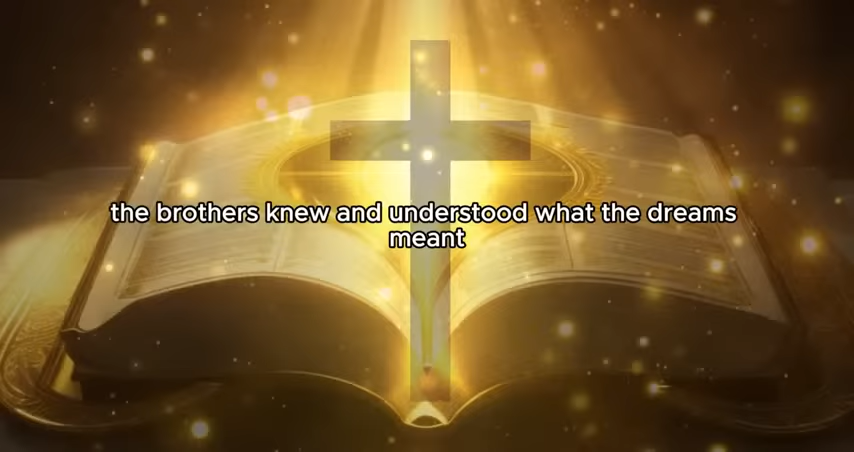 the brothers knew and understood what the dreams
meant